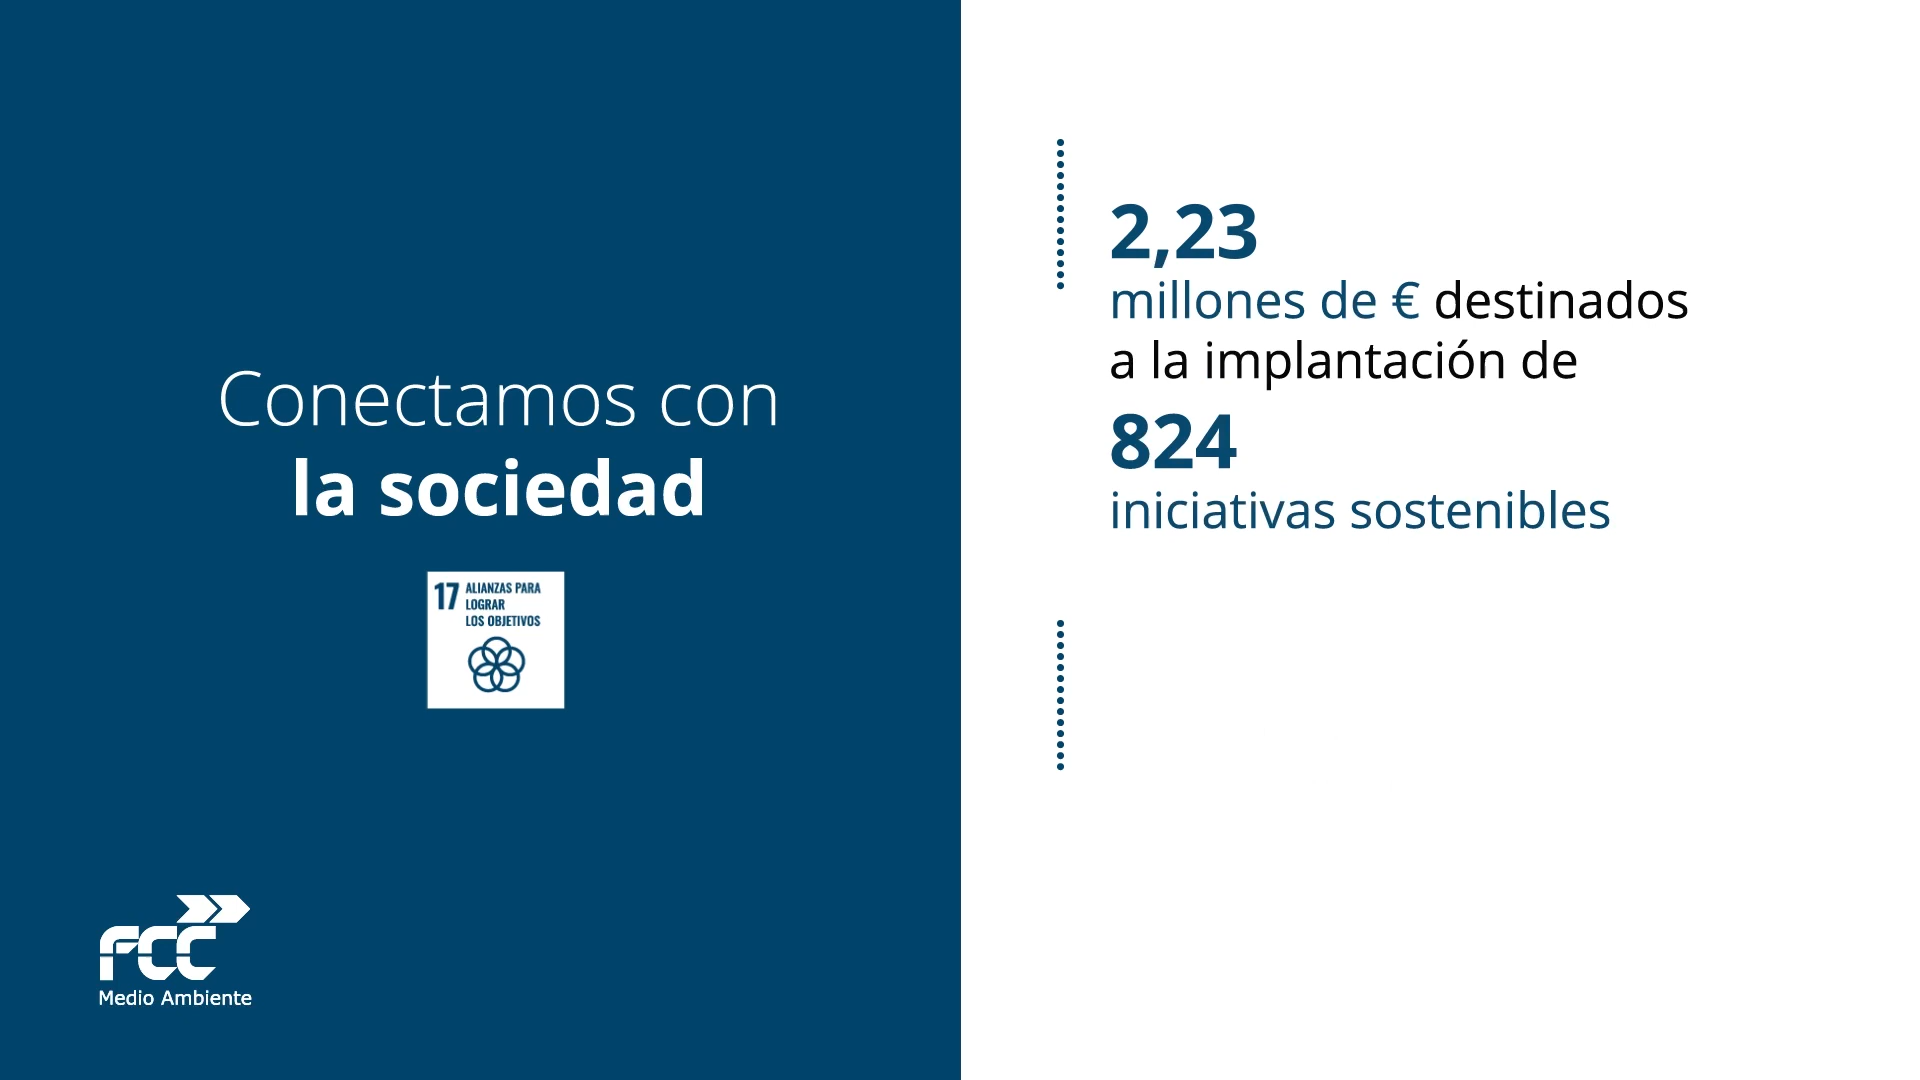 Conectamos con
la sociedad
17 ALIANZAS PARA
LOGRAR
LOS OBJETIVOS
FCC
Medio Ambiente
2,23
millones de € destinados
a la implantación de
824
iniciativas sostenibles